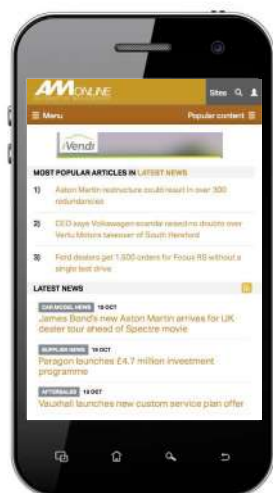 AM ONLINE
Sites
Menu
Popular content
iVendi
MOST POPULAR ARTICLES IN LATEST NEWS
1) Aston Martin restructure could result in over 300
redundancies
2) CEO says Volkswagen scandal raised no doubts over
Vertu Motors takeover of South Hereford
3) Ford dealers get 1,500 orders for Focus RS without a
single test drive
LATEST NEWS
CAR MODEL NEWS 19 OCT
James Bond's new Aston Martin arrives for UK
dealer tour ahead of Spectre movie
SUPPLIER NEWS 19 OCT
Paragon launches £4.7 million investment
programme
AFTERSALES 19 OCT
Vauxhall launches new custom service plan offer